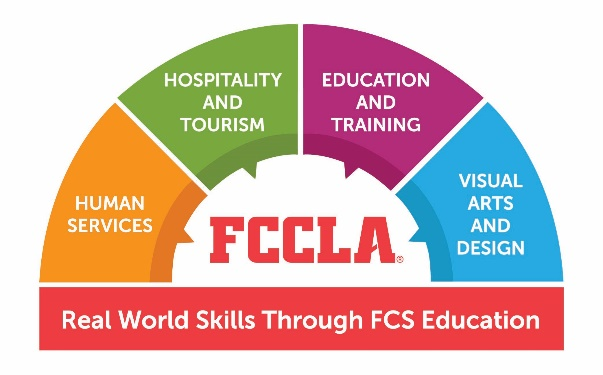 HUMAN
SERVICES
HOSPITALITY
AND
TOURISM
EDUCATION
AND
TRAINING
VISUAL
ARTS
AND
DESIGN
FCCLA®
Real World Skills Through FCS Education